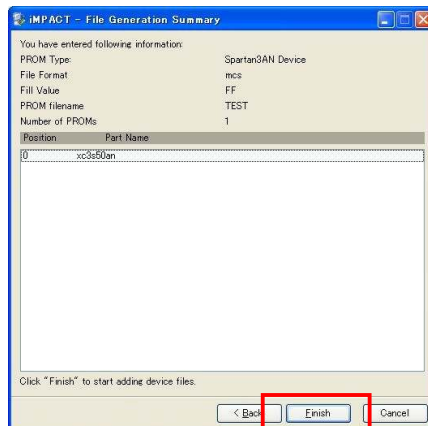 iMPACT - File Generation Summary
You have entered following information:
PROM Type: Spartan3AN Device
File Format mcs
Fill Value FF
PROM filename TEST
Number of PROMs 1
Position Part Name
0 xc3s50an
Click "Finish" to start adding device files.
< Back Finish Cancel